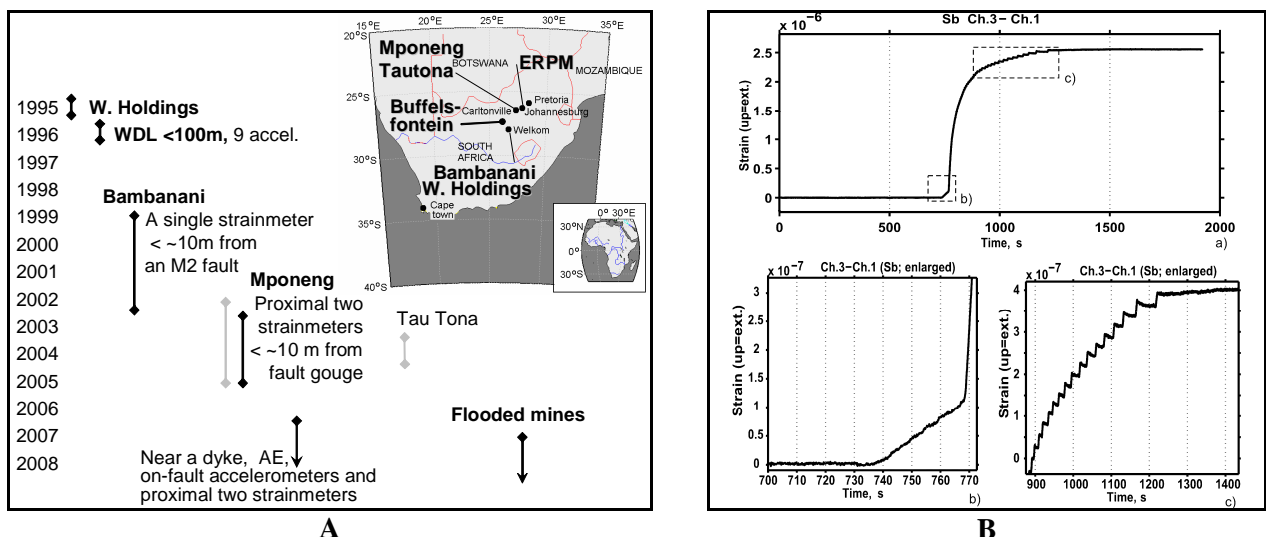 15°E 20°E 25°E 30°E 35°E
20°S
Mponeng
Tautona
BOTSWANA
ERPM
MOZAMBIQUE
25°S
Pretoria
Carltonville
Johannesburg
Buffels-
fontein
Welkom
SOUTH
AFRICA
30°S
Bambanani
W. Holdings
Cape
town
35°S
40°S
0° 30°E
30°N
0°
30°S
1995
W. Holdings
1996
WDL <100m, 9 accel.
1997
1998
Bambanani
1999
A single strainmeter
2000
< ~10m from
2001
an M2 fault
2002
Mponeng
Proximal two
2003
strainmeters
2004
< ~10 m from
2005
fault gouge
Tau Tona
2006
Flooded mines
2007
2008
Near a dyke, AE,
on-fault accelerometers and
proximal two strainmeters
A
x 10⁻⁶
Sb Ch.3– Ch.1
2.5
2
1.5
1
0.5
0
Strain (up=ext.)
c)
b)
0 500 1000 1500 2000
Time, s
a)
x 10⁻⁷
Ch.3–Ch.1 (Sb; enlarged)
3
2.5
2
1.5
1
0.5
0
Strain (up=ext.)
700 710 720 730 740 750 760 770
Time, s
b)
x 10⁻⁷
Ch.3–Ch.1 (Sb; enlarged)
4
3
2
1
0
Strain (up=ext.)
900 1000 1100 1200 1300 1400
Time, s
c)
B